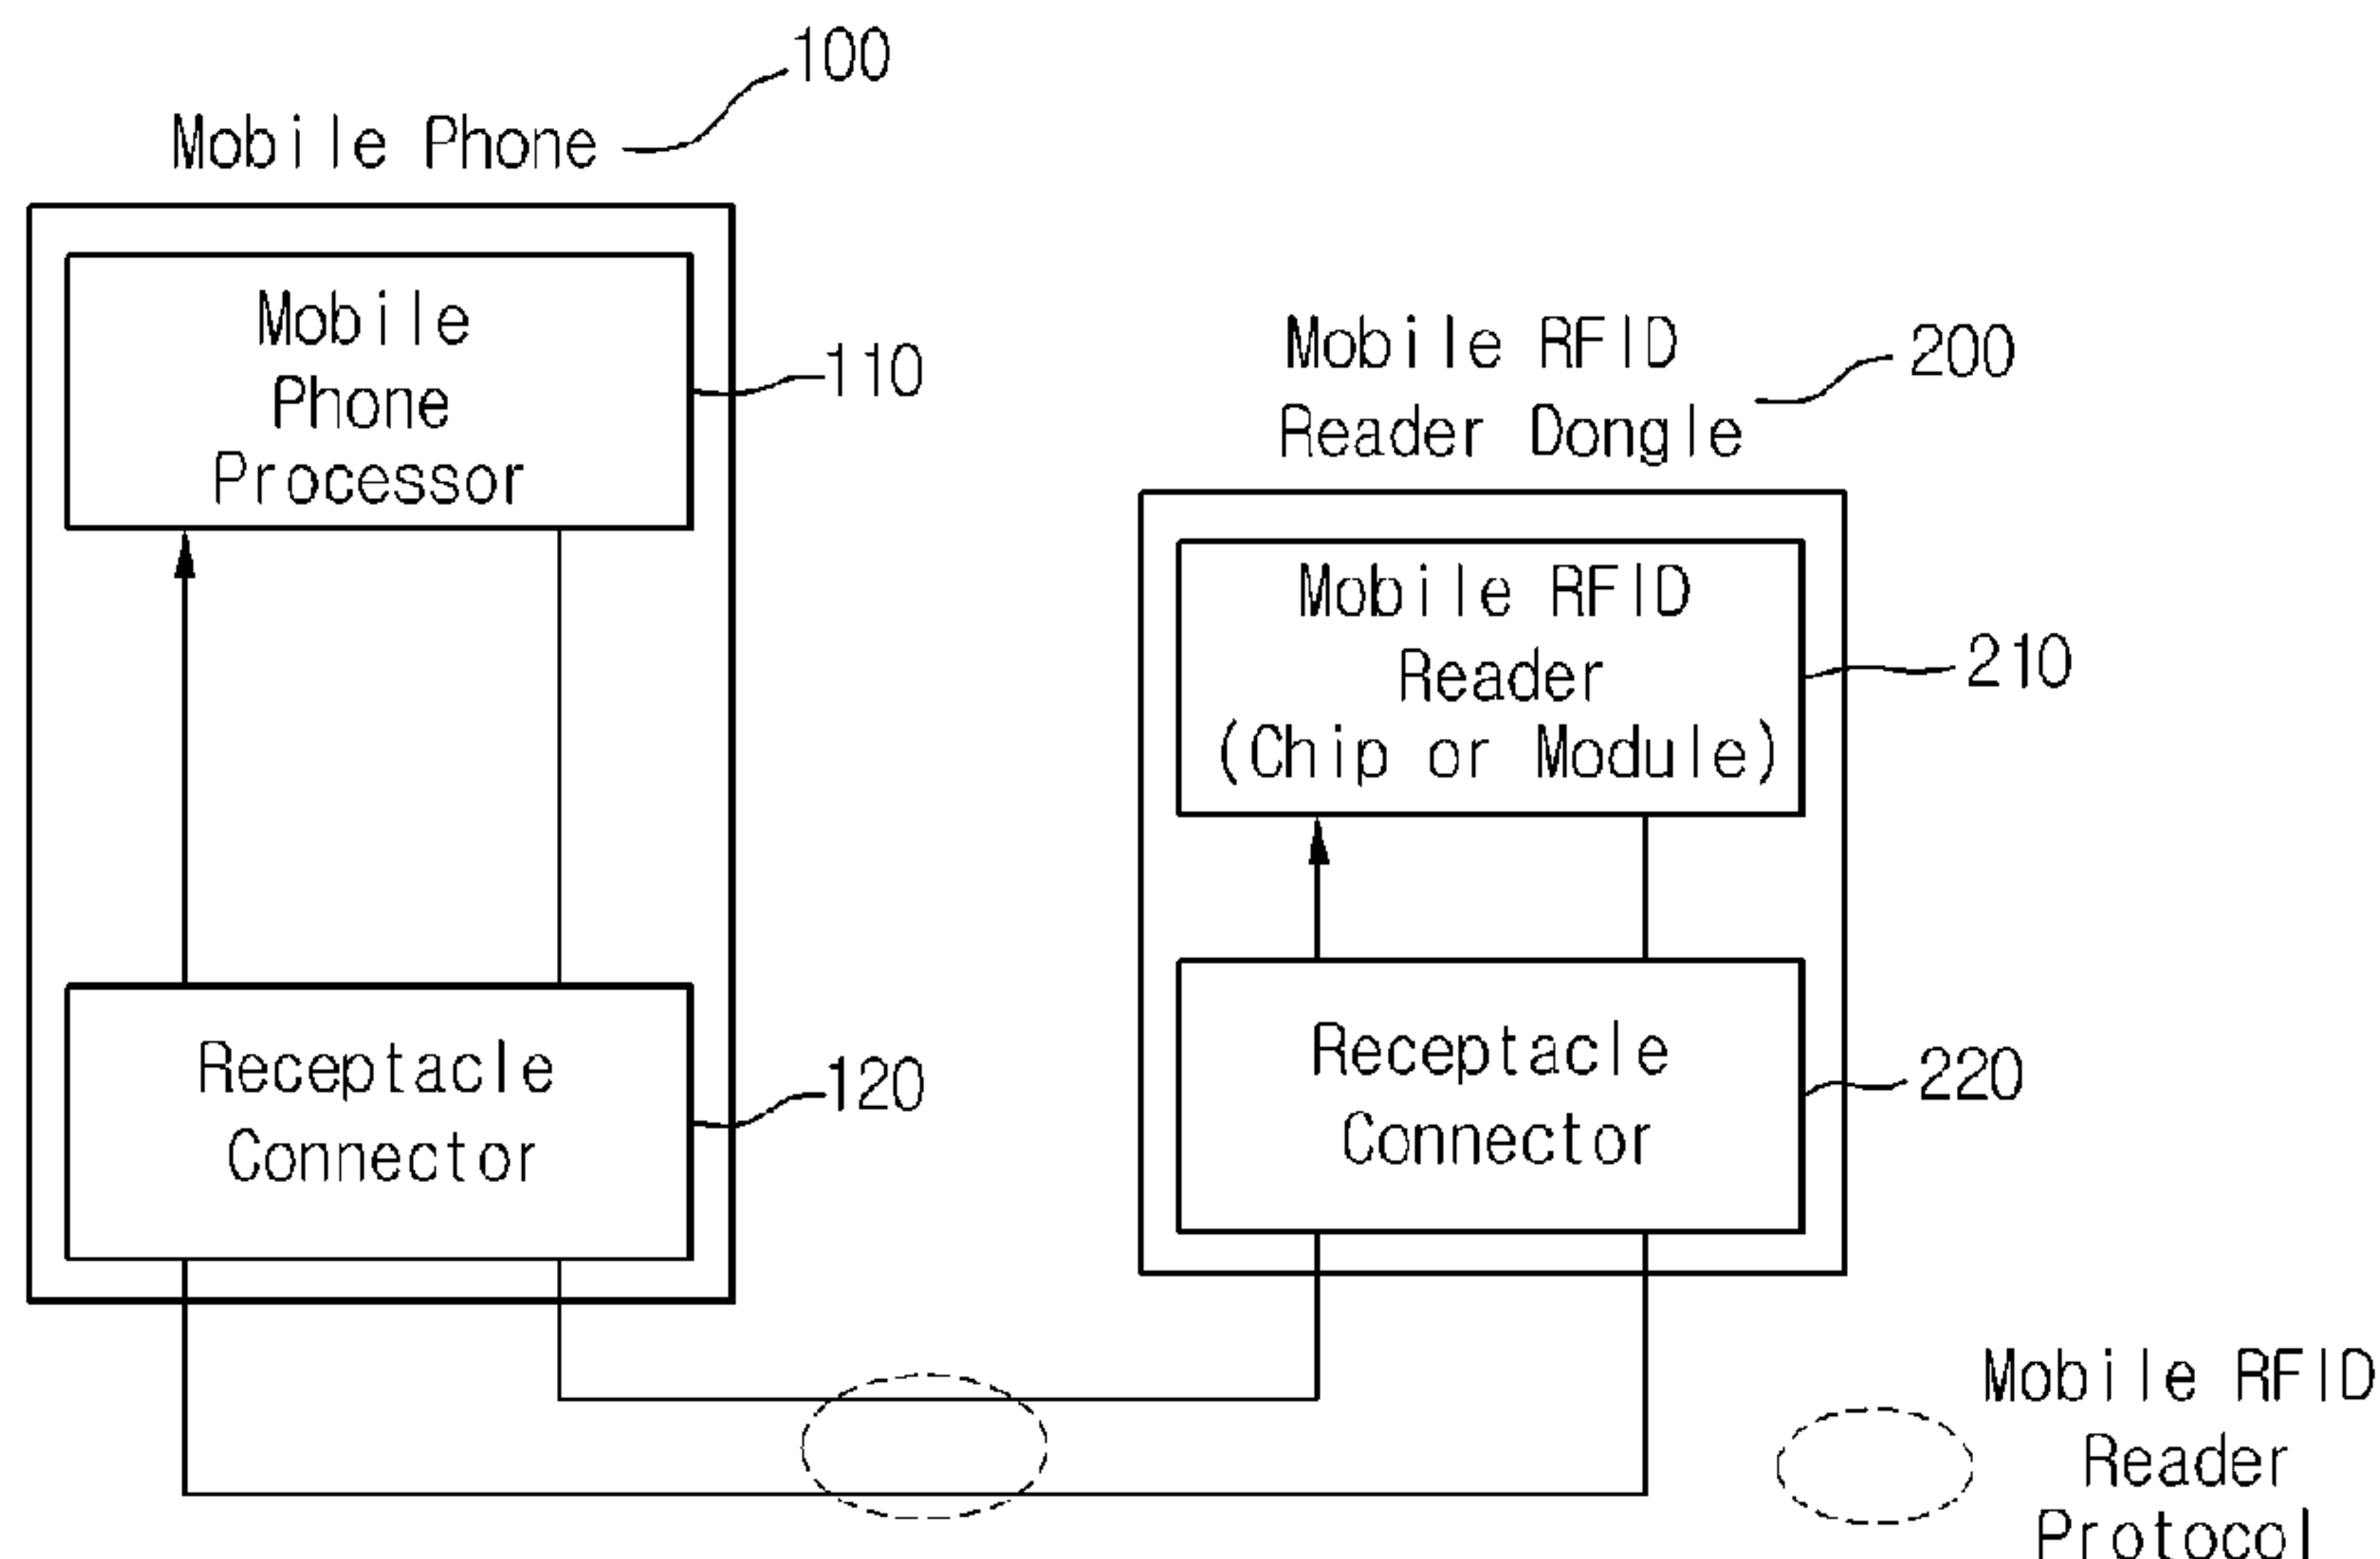 100
Mobile Phone
Mobile
Phone
Processor
110
Receptacle
Connector
120
Mobile RFID
Reader Dongle
200
Mobile RFID
Reader
(Chip or Module)
210
Receptacle
Connector
220
Mobile RFID
Reader
Protocol